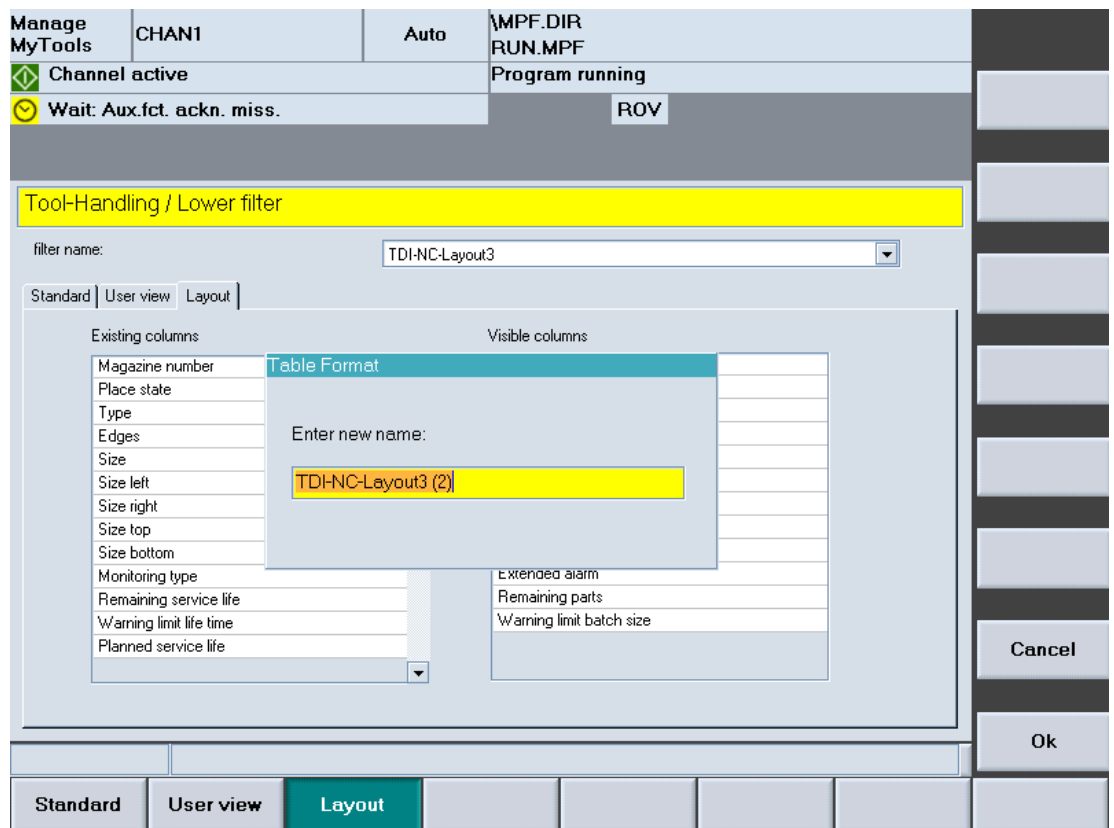 Manage
MyTools
CHAN1
Auto
\MPF.DIR
RUN.MPF
Channel active
Program running
Wait: Aux.fct. ackn. miss.
ROV
Tool-Handling / Lower filter
filter name:
TDI-NC-Layout3
Standard
User view
Layout
Existing columns
Visible columns
Magazine number
Place state
Type
Edges
Size
Size left
Size right
Size top
Size bottom
Monitoring type
Remaining service life
Warning limit life time
Planned service life
Table Format
Enter new name:
TDI-NC-Layout3 (2)
Extended alarm
Remaining parts
Warning limit batch size
Cancel
Ok
Standard
User view
Layout